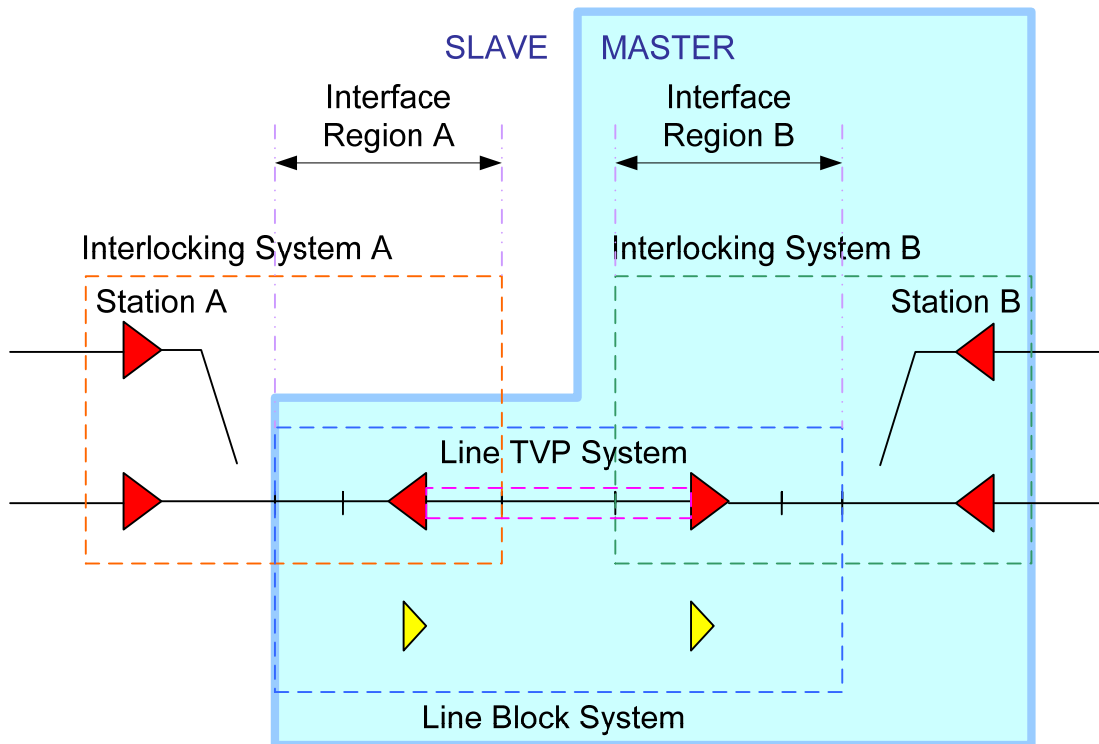 SLAVE
MASTER
Interface
Region A
Interface
Region B
Interlocking System A
Interlocking System B
Station A
Station B
Line TVP System
Line Block System